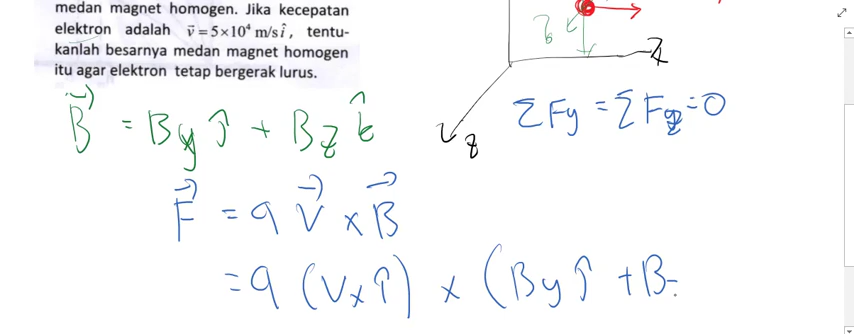 medan magnet homogen. Jika kecepatan
elektron adalah v⃗ = 5×10⁴ m/s î, tentu-
kanlah besarnya medan magnet homogen
itu agar elektron tetap bergerak lurus.
x
z
ΣFy = ΣFz = 0
B⃗ = By ĵ + Bz k̂
F⃗ = q V⃗ × B⃗
= q (Vx î) × (By ĵ + B